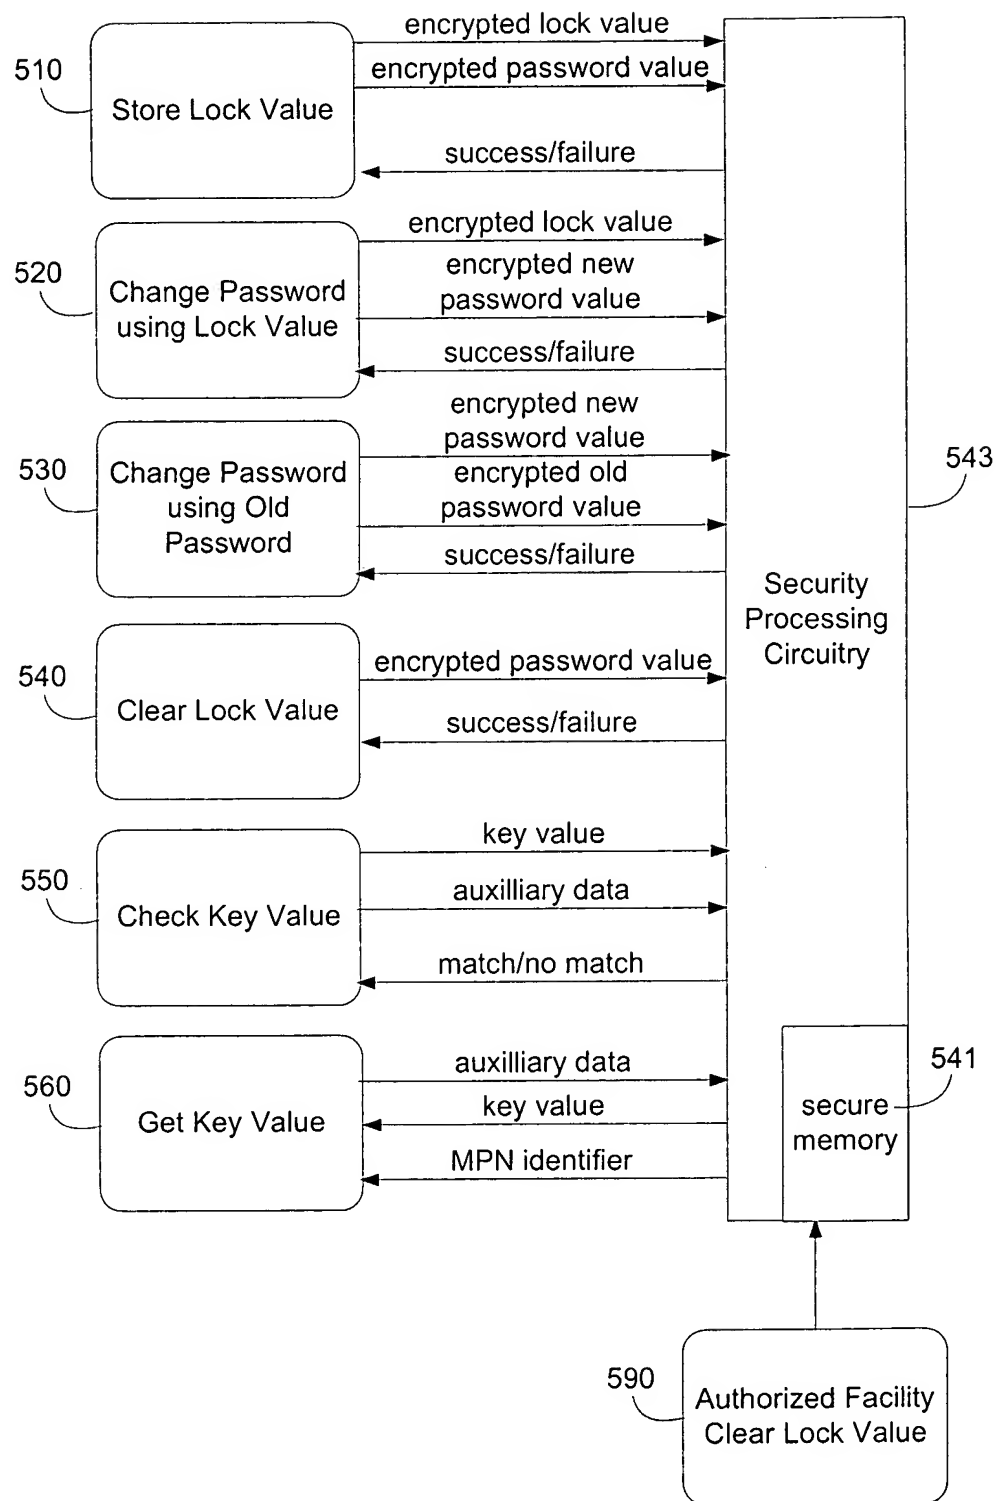 encrypted lock value
510
encrypted password value
Store Lock Value
success/failure
encrypted lock value
520
encrypted new
password value
Change Password
using Lock Value
success/failure
encrypted new
password value
530
Change Password
using Old
Password
encrypted old
password value
543
success/failure
Security
Processing
Circuitry
540
encrypted password value
Clear Lock Value
success/failure
key value
550
auxilliary data
Check Key Value
match/no match
560
auxilliary data
541
key value
Get Key Value
secure
memory
MPN identifier
590
Authorized Facility
Clear Lock Value